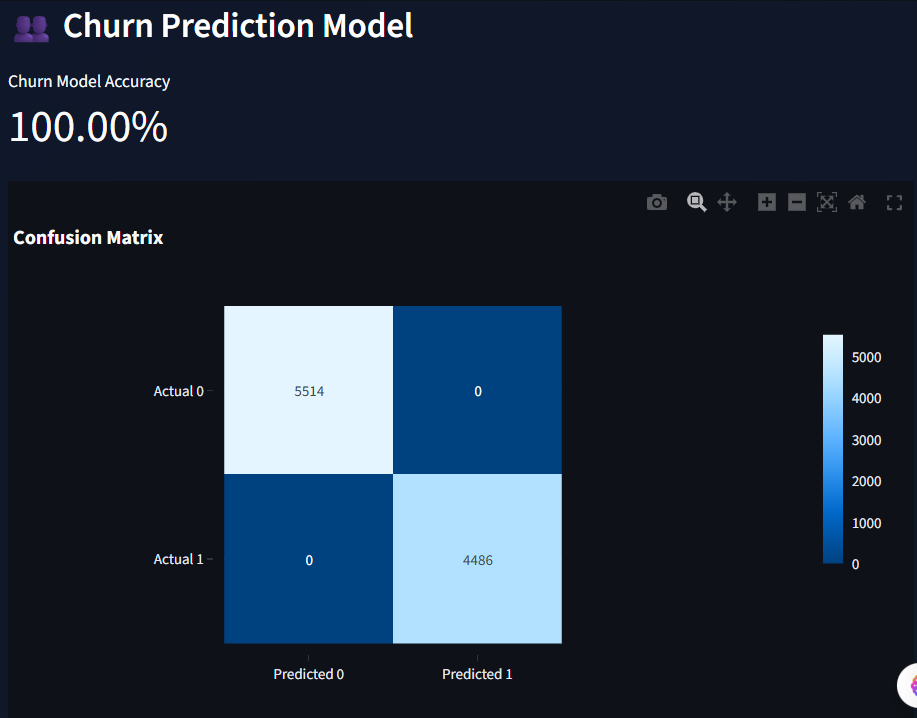 Churn Prediction Model
Churn Model Accuracy
100.00%
Confusion Matrix
Actual 0
5514
0
5000
4000
3000
2000
1000
0
Actual 1
0
4486
Predicted 0
Predicted 1